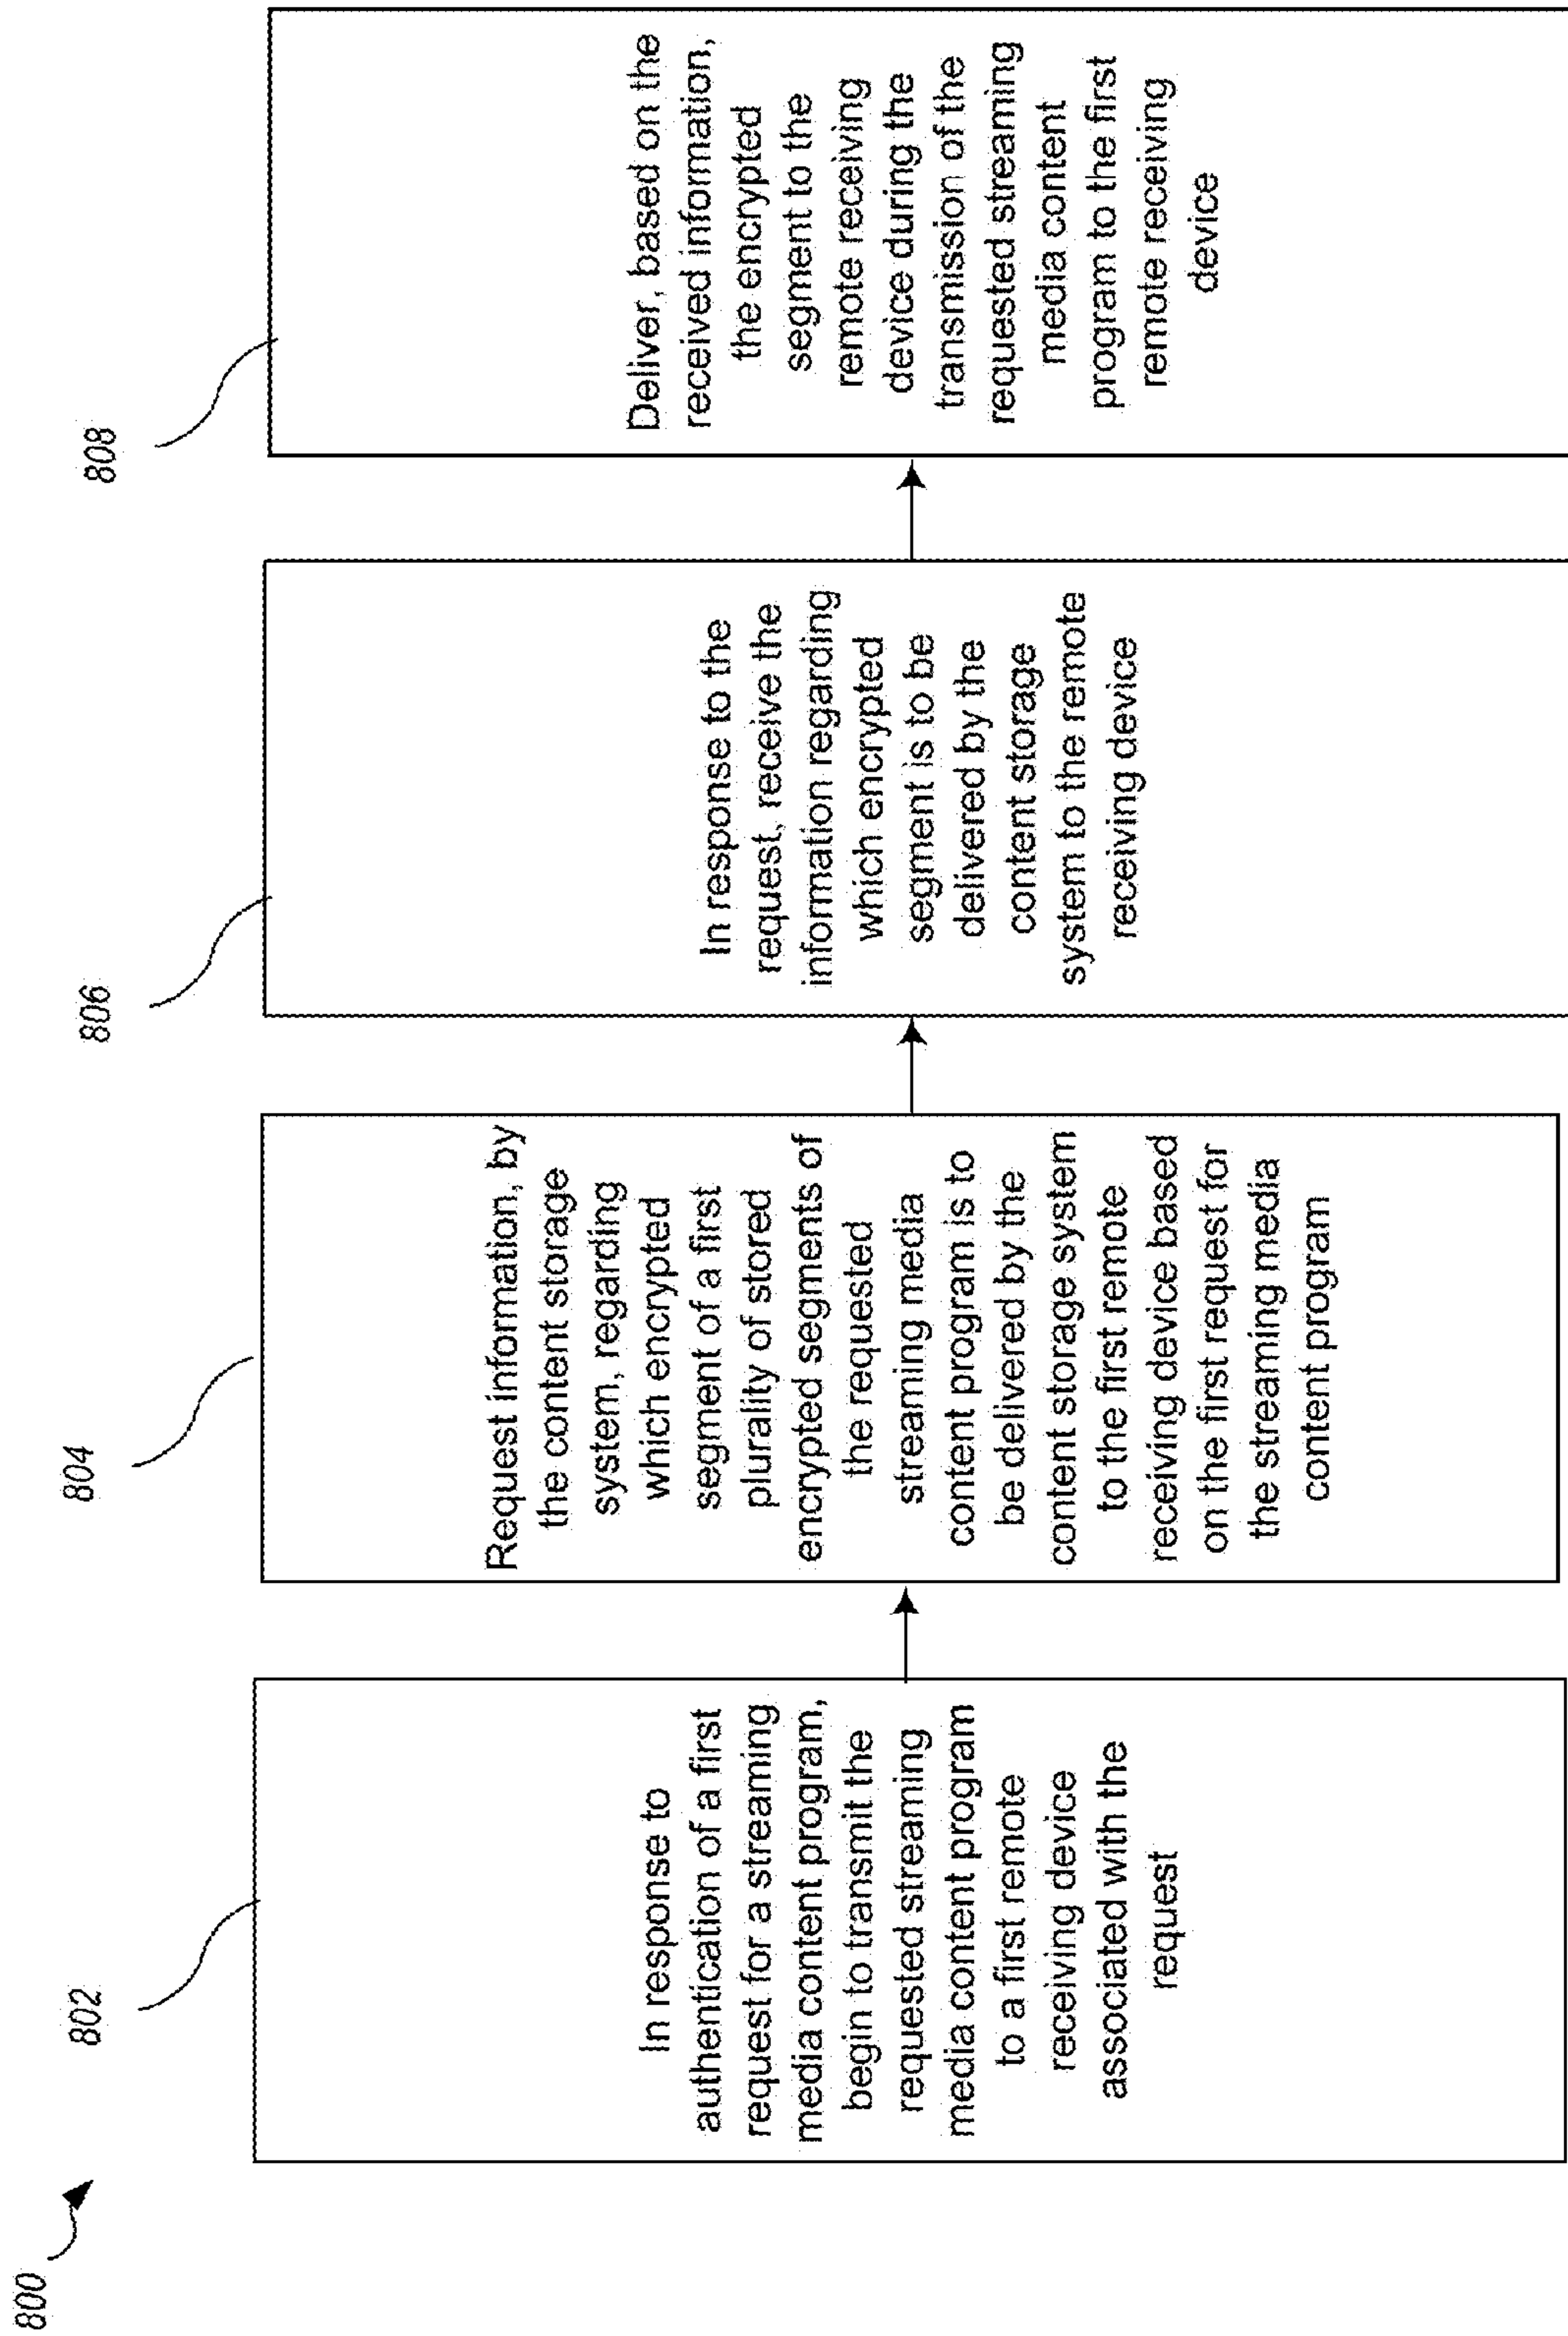 800
802
In response to
authentication of a first
request for a streaming
media content program,
begin to transmit the
requested streaming
media content program
to a first remote
receiving device
associated with the
request
804
Request information, by
the content storage
system, regarding
which encrypted
segment of a first
plurality of stored
encrypted segments of
the requested
streaming media
content program is to
be delivered by the
content storage system
to the first remote
receiving device based
on the first request for
the streaming media
content program
806
In response to the
request, receive the
information regarding
which encrypted
segment is to be
delivered by the
content storage
system to the remote
receiving device
808
Deliver, based on the
received information,
the encrypted
segment to the
remote receiving
device during the
transmission of the
requested streaming
media content
program to the first
remote receiving
device